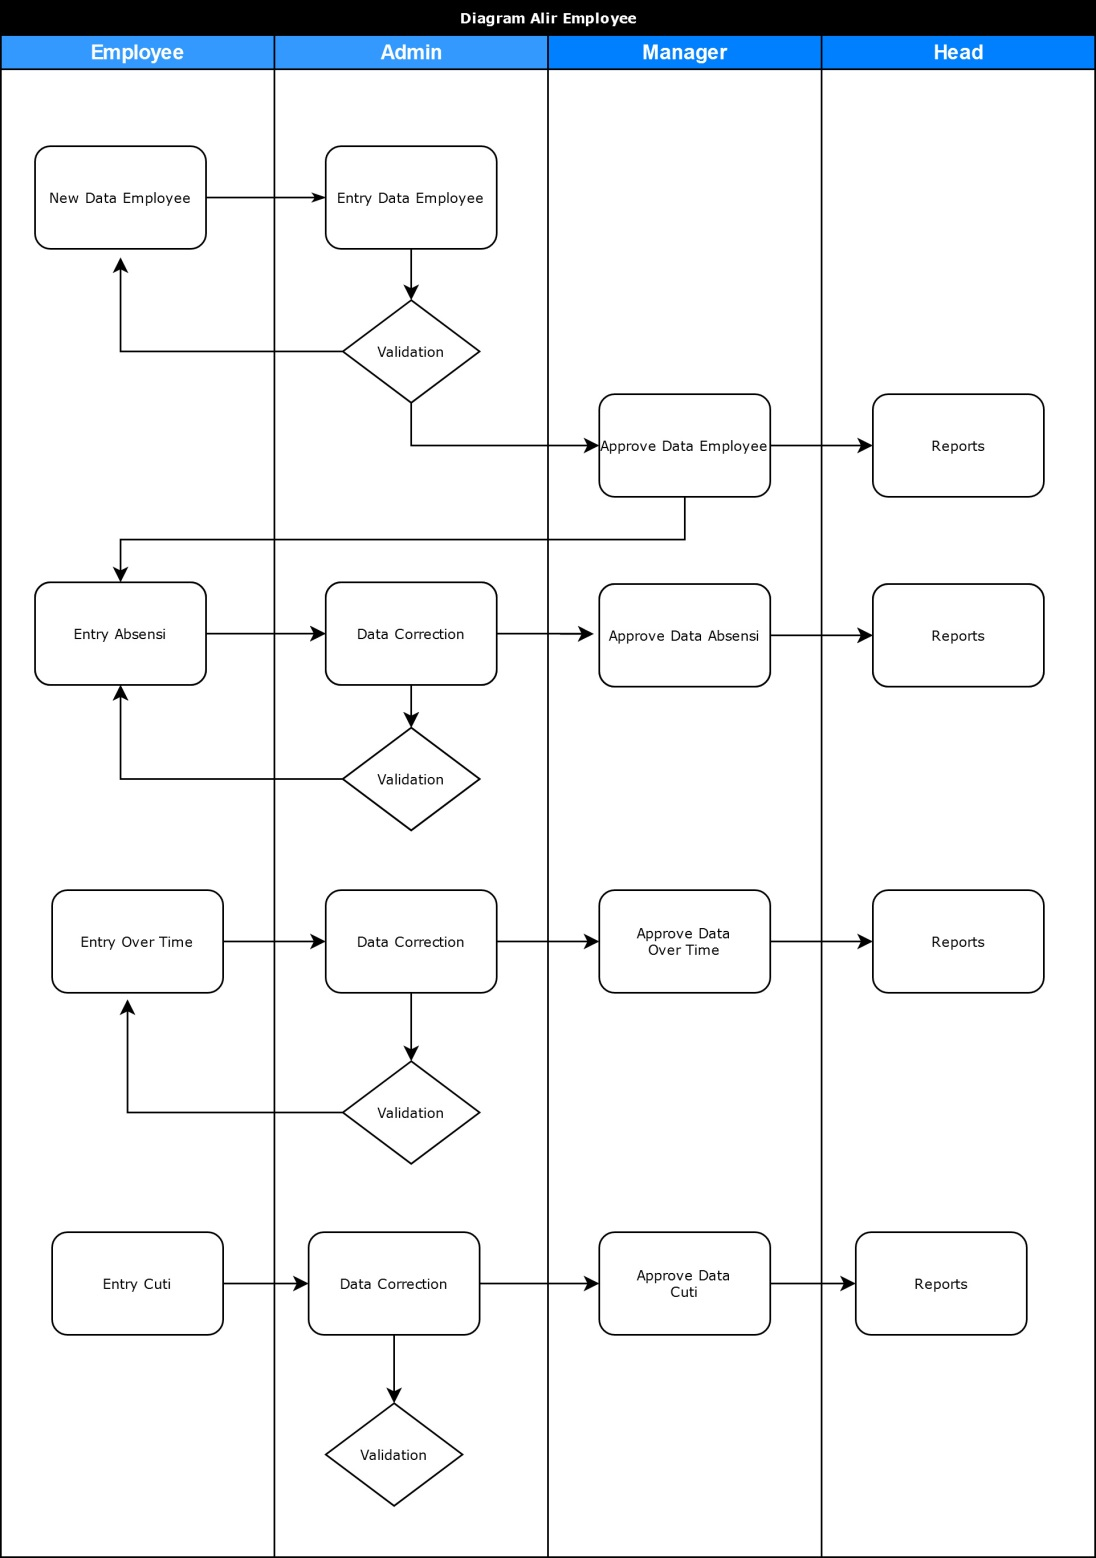 Diagram Alir Employee
Employee
Admin
Manager
Head
New Data Employee
Entry Data Employee
Validation
Approve Data Employee
Reports
Entry Absensi
Data Correction
Approve Data Absensi
Reports
Validation
Entry Over Time
Data Correction
Approve Data
Over Time
Reports
Validation
Entry Cuti
Data Correction
Approve Data
Cuti
Reports
Validation